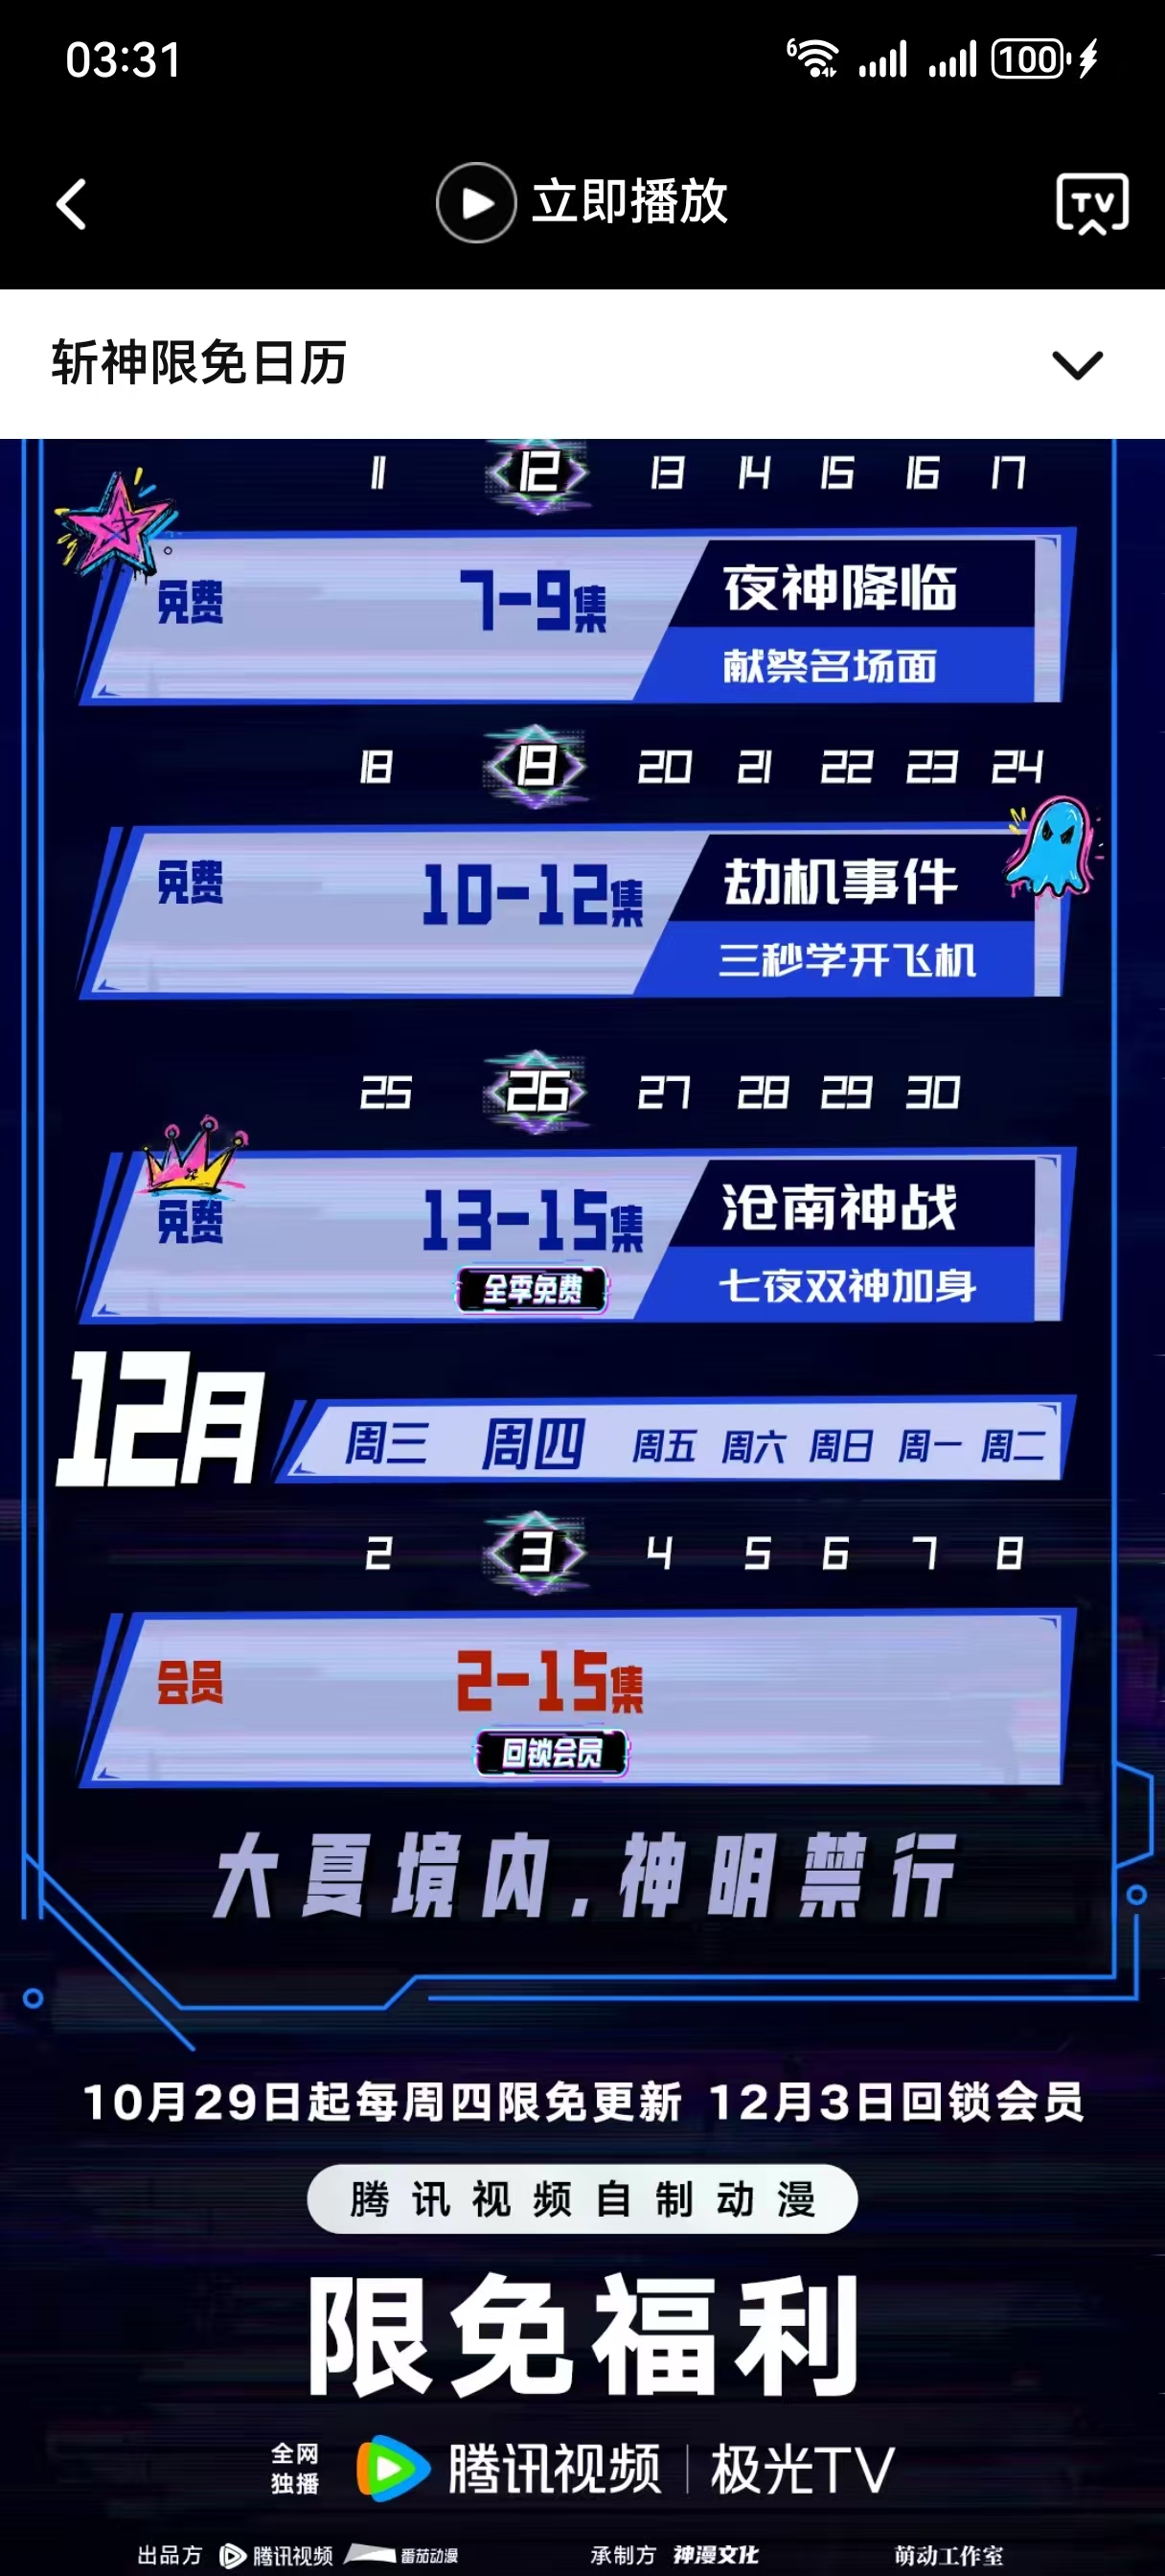 03:31
6
100
立即播放
TV
斩神限免日历
11 12 13 14 15 16 17
免费 7-9集 夜神降临
献祭名场面
18 19 20 21 22 23 24
免费 10-12集 劫机事件
三秒学开飞机
25 26 27 28 29 30
免费 13-15集 沧南神战
全季免费 七夜双神加身
12月 周三 周四 周五 周六 周日 周一 周二
2 3 4 5 6 7 8
会员 2-15集
回锁会员
大夏境内,神明禁行
10月29日起每周四限免更新 12月3日回锁会员
腾讯视频自制动漫
限免福利
全网独播 腾讯视频 | 极光TV
出品方 腾讯视频 番茄动漫 承制方 神漫文化 萌动工作室